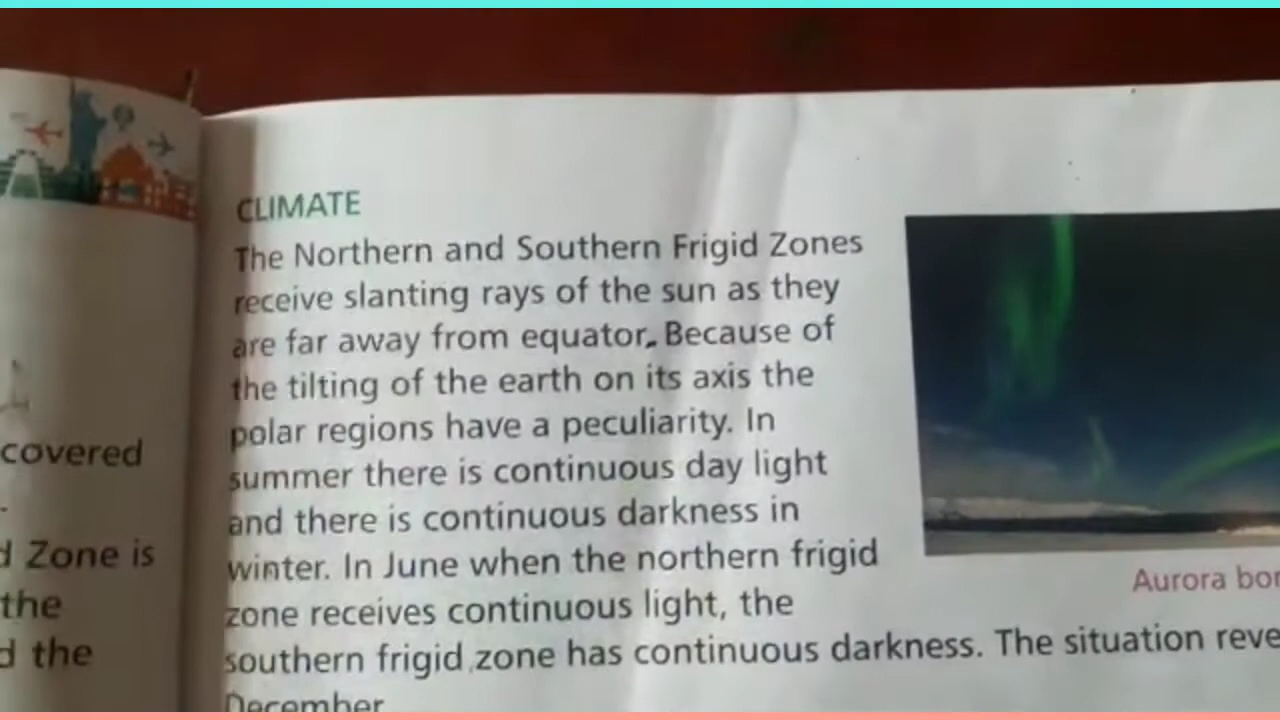 covered
Zone is
the
the
CLIMATE
The Northern and Southern Frigid Zones
receive slanting rays of the sun as they
are far away from equator. Because of
the tilting of the earth on its axis the
polar regions have a peculiarity. In
summer there is continuous day light
and there is continuous darkness in
winter. In June when the northern frigid
zone receives continuous light, the
southern frigid zone has continuous darkness. The situation reve
December
Aurora bor